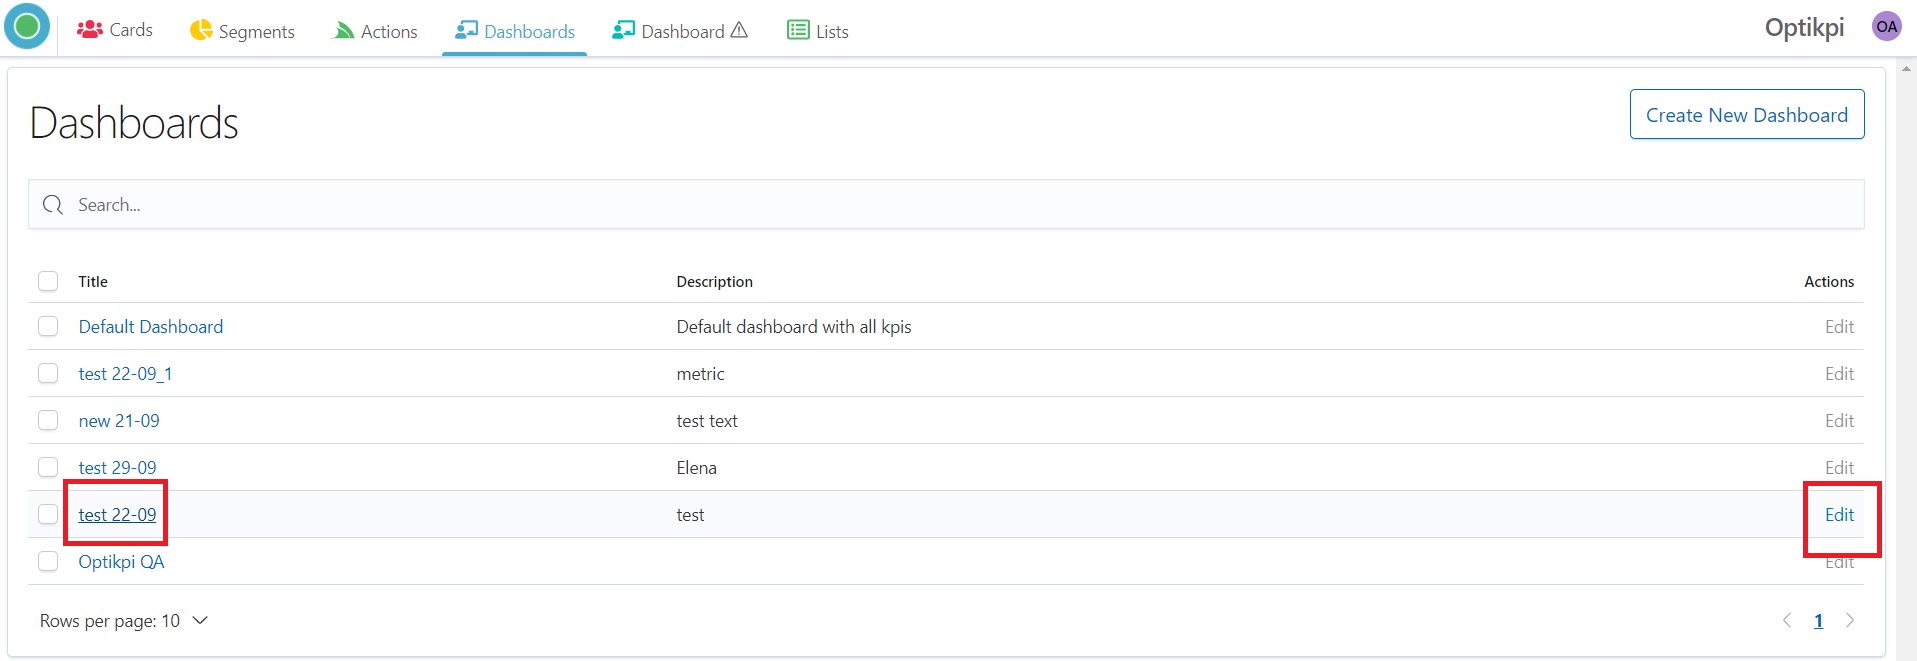 Cards Segments Actions Dashboards Dashboard Lists Optikpi OA
Dashboards Create New Dashboard
Search...
Title Description Actions
Default Dashboard Default dashboard with all kpis Edit
test 22-09_1 metric Edit
new 21-09 test text Edit
test 29-09 Elena Edit
test 22-09 test Edit
Optikpi QA Edit
Rows per page: 10 1